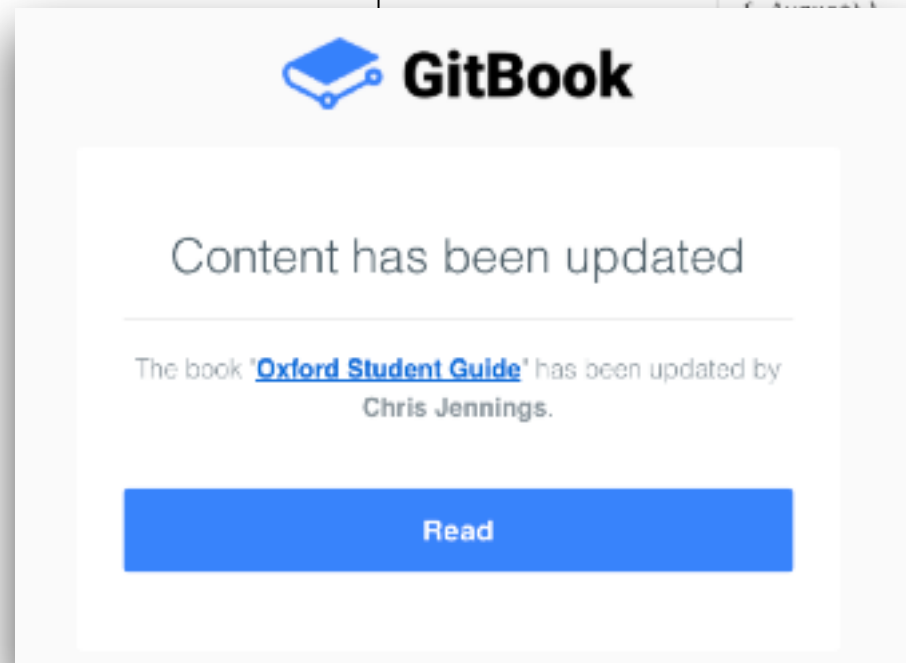 GitBook
Content has been updated
The book "Oxford Student Guide" has been updated by
Chris Jennings.
Read